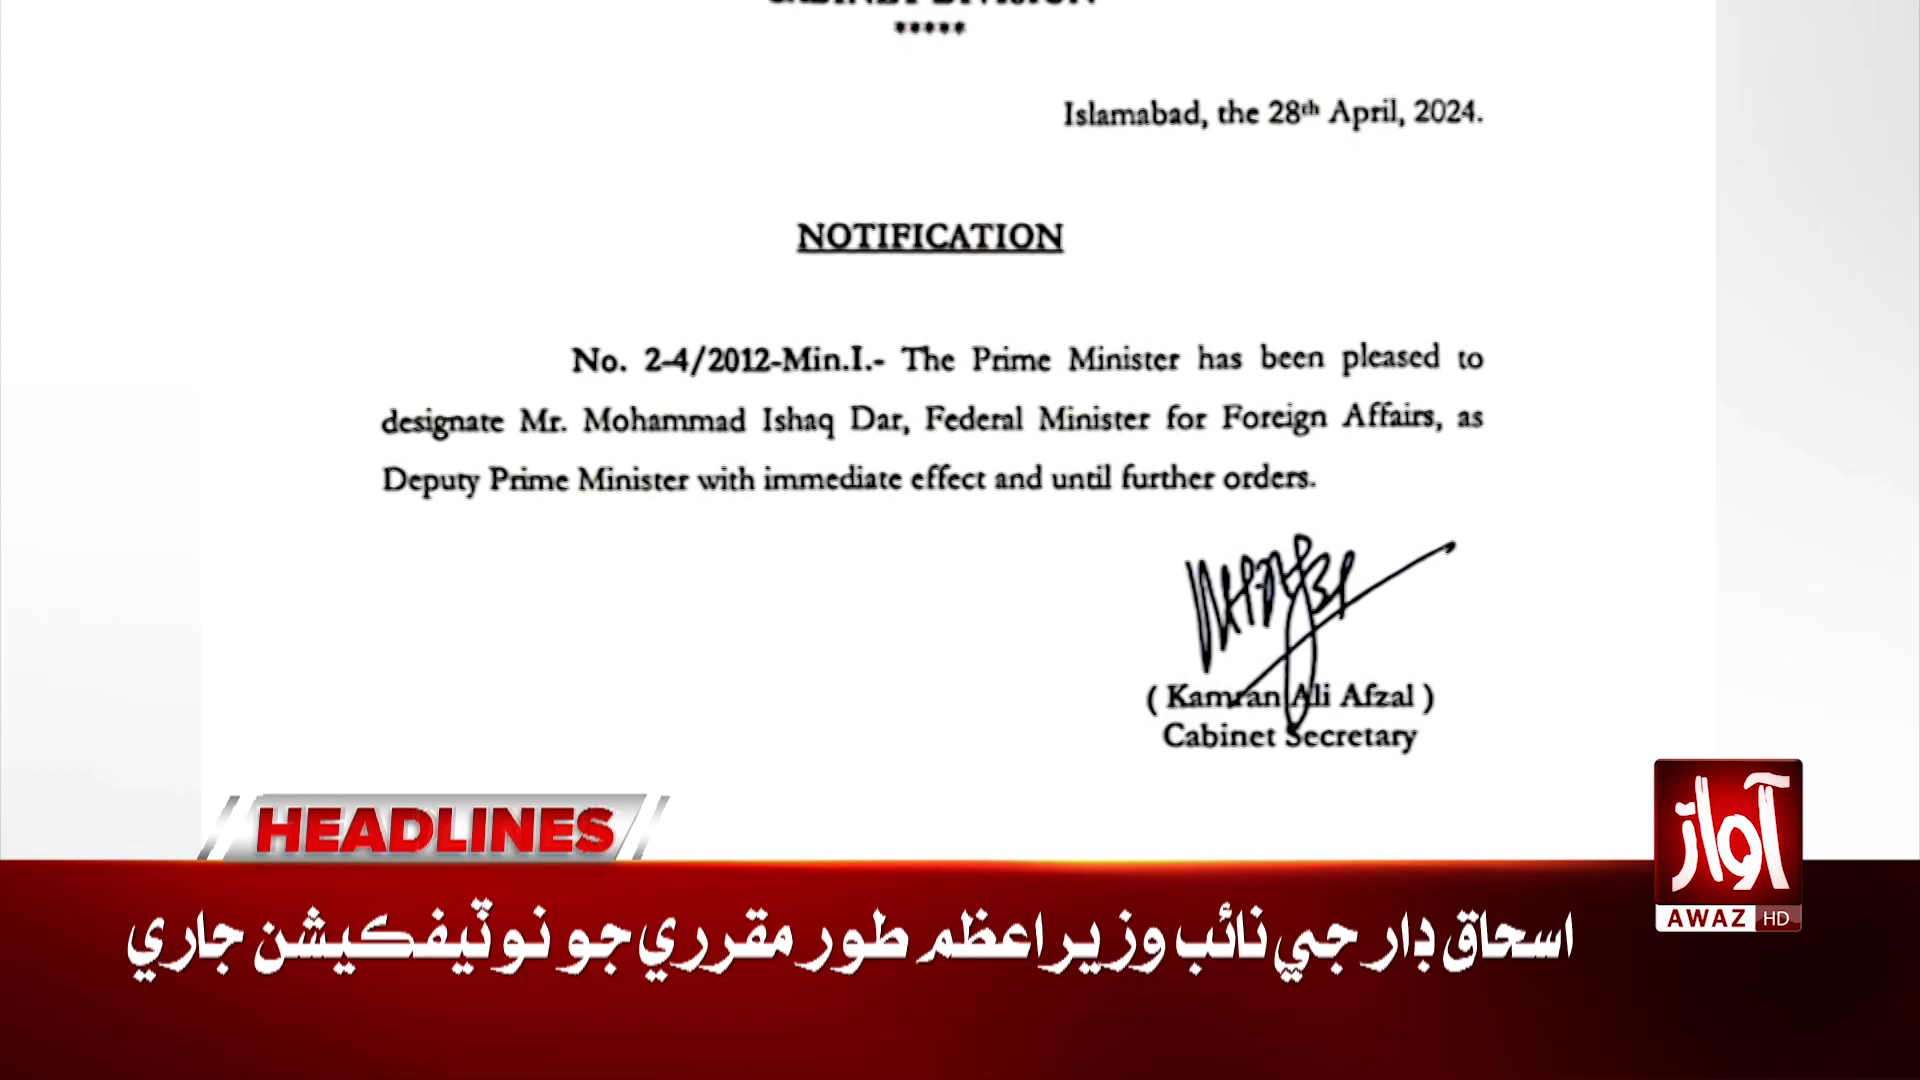 CABINET DIVISION
*****
Islamabad, the 28th April, 2024.
NOTIFICATION
No. 2-4/2012-Min.I.- The Prime Minister has been pleased to
designate Mr. Mohammad Ishaq Dar, Federal Minister for Foreign Affairs, as
Deputy Prime Minister with immediate effect and until further orders.
( Kamran Ali Afzal )
Cabinet Secretary
HEADLINES
آواز
AWAZ HD
اسحاق ڊار جي نائب وزيراعظم طور مقرري جو نوٽيفڪيشن جاري